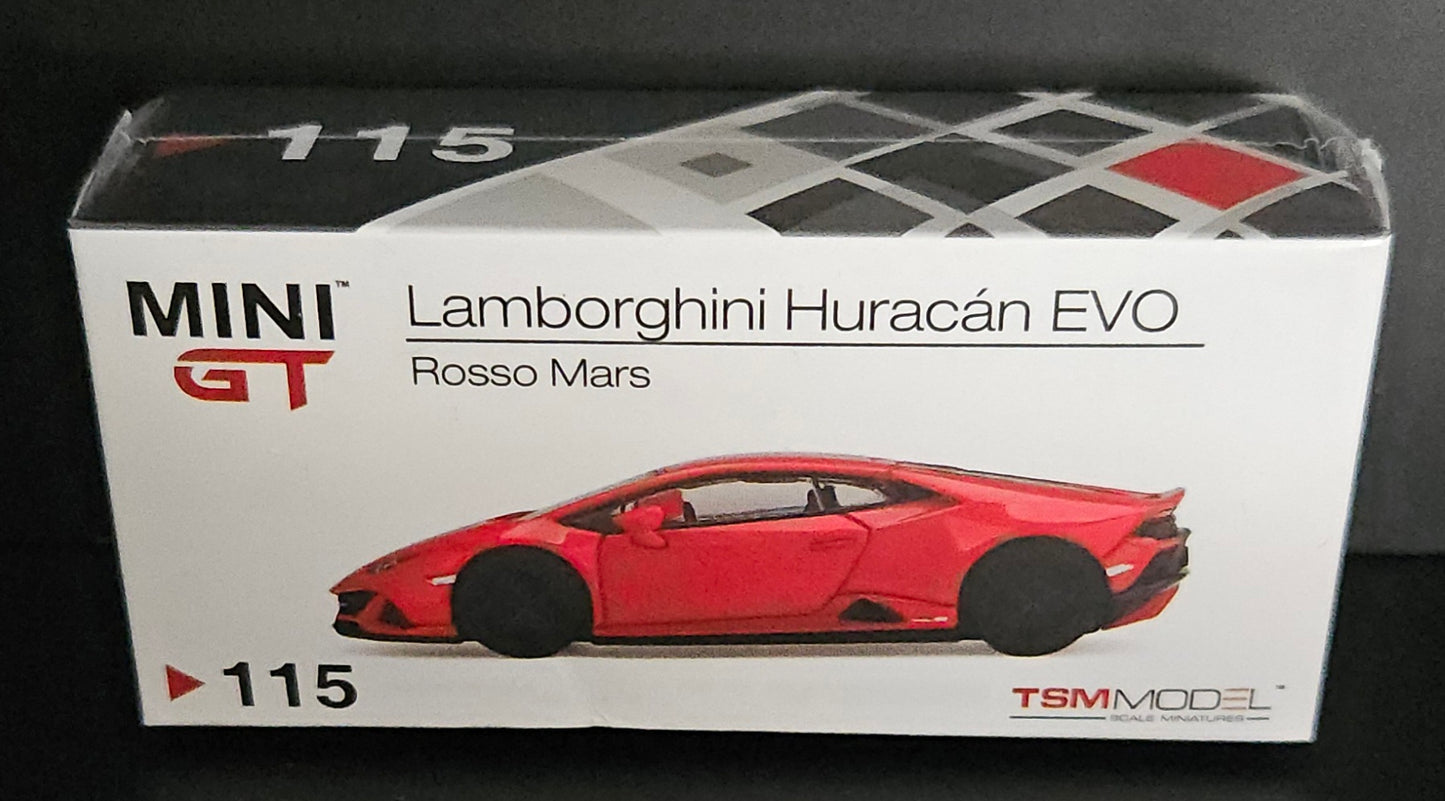 115
MINI™
GT
Lamborghini Huracán EVO
Rosso Mars
115
TSMMODEL™
SCALE MINIATURES